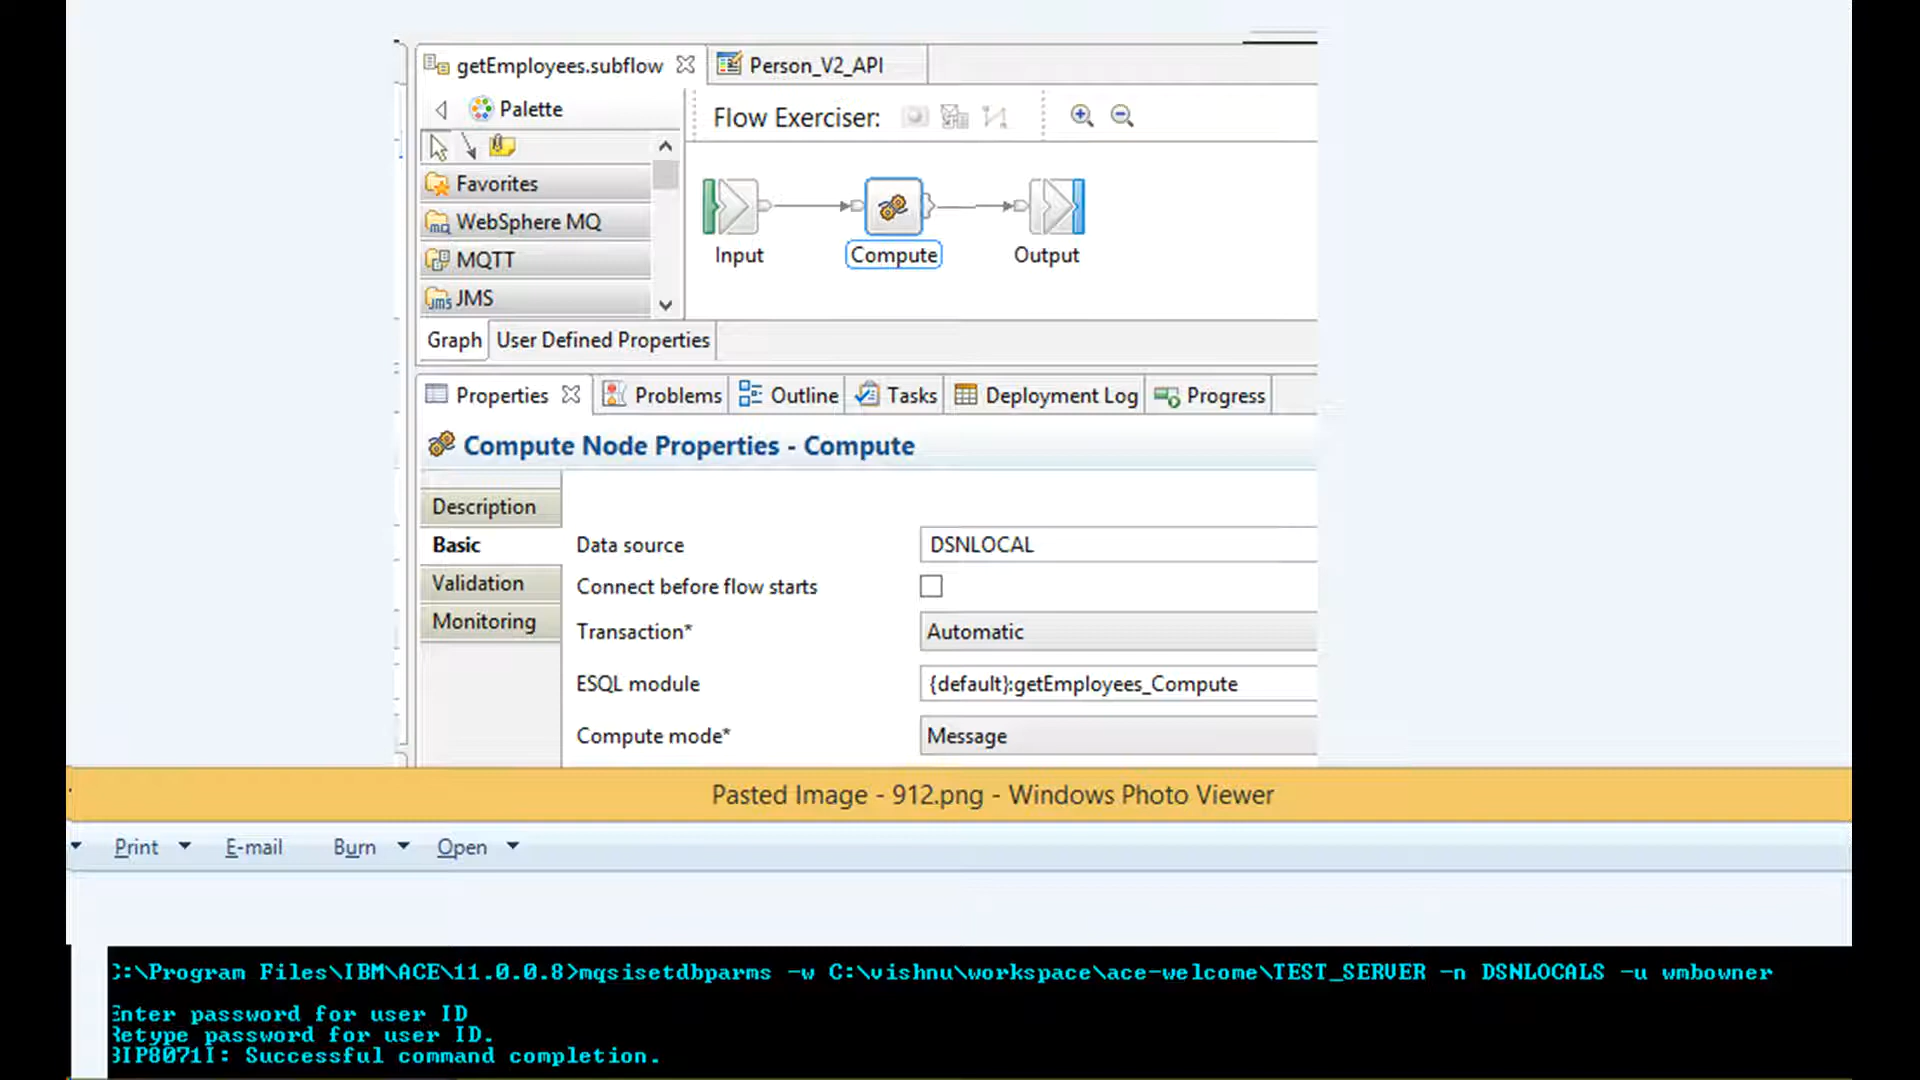 getEmployees.subflow Person_V2_API
Palette Flow Exerciser:
Favorites
WebSphere MQ
MQTT
JMS
Input Compute Output
Graph User Defined Properties
Properties Problems Outline Tasks Deployment Log Progress
Compute Node Properties - Compute
Description
Basic Data source DSNLOCAL
Validation Connect before flow starts
Monitoring Transaction* Automatic
ESQL module {default}:getEmployees_Compute
Compute mode* Message
Pasted Image - 912.png - Windows Photo Viewer
Print E-mail Burn Open
C:\Program Files\IBM\ACE\11.0.0.8>mqsisetdbparms -w C:\vishnu\workspace\ace-welcome\TEST_SERVER -n DSNLOCALS -u wmbowner
Enter password for user ID
Retype password for user ID.
BIP8071I: Successful command completion.